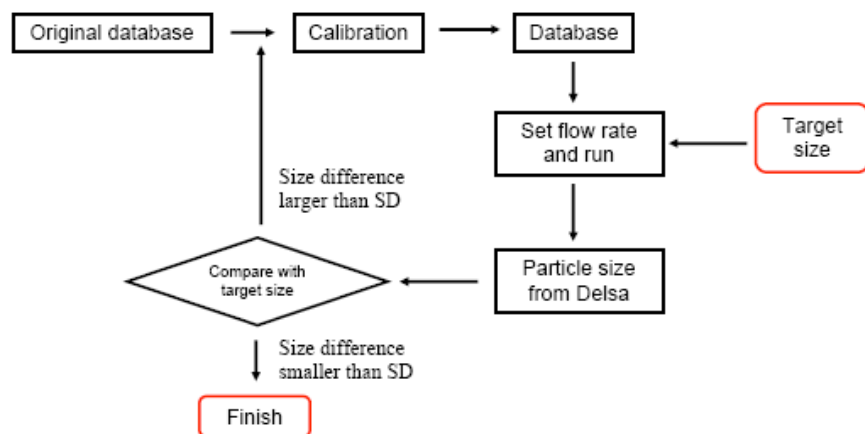 Original database
Calibration
Database
Set flow rate
and run
Target
size
Size difference
larger than SD
Compare with
target size
Particle size
from Delsa
Size difference
smaller than SD
Finish